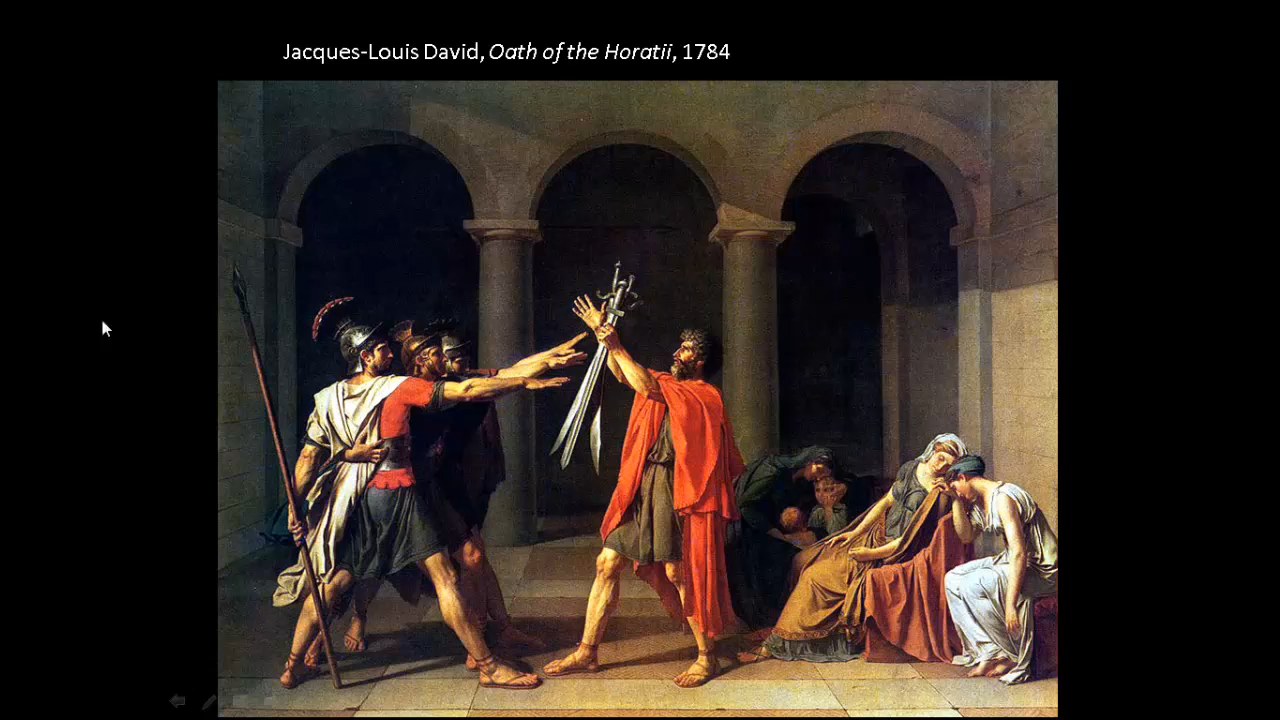 Jacques-Louis David, Oath of the Horatii, 1784